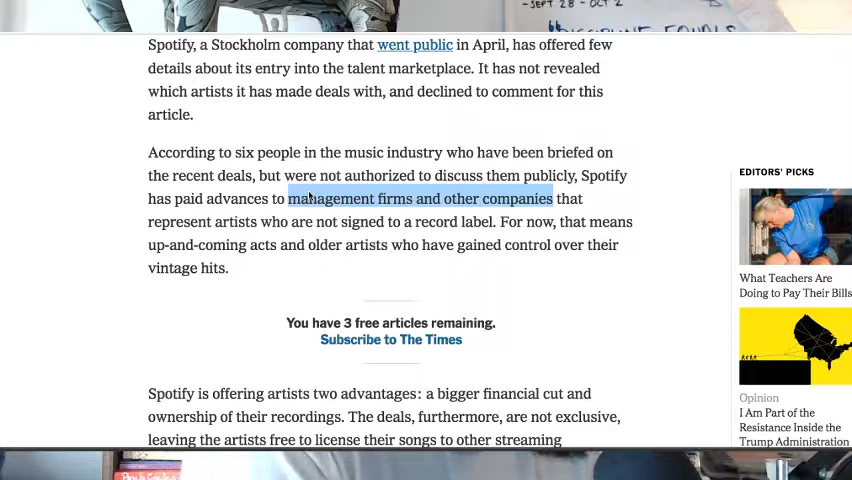 - SEPT 28 - OCT 2
Spotify, a Stockholm company that went public in April, has offered few
details about its entry into the talent marketplace. It has not revealed
which artists it has made deals with, and declined to comment for this
article.
According to six people in the music industry who have been briefed on
the recent deals, but were not authorized to discuss them publicly, Spotify
has paid advances to management firms and other companies that
represent artists who are not signed to a record label. For now, that means
up-and-coming acts and older artists who have gained control over their
vintage hits.
You have 3 free articles remaining.
Subscribe to The Times
Spotify is offering artists two advantages: a bigger financial cut and
ownership of their recordings. The deals, furthermore, are not exclusive,
leaving the artists free to license their songs to other streaming
EDITORS' PICKS
What Teachers Are
Doing to Pay Their Bills
Opinion
I Am Part of the
Resistance Inside the
Trump Administration